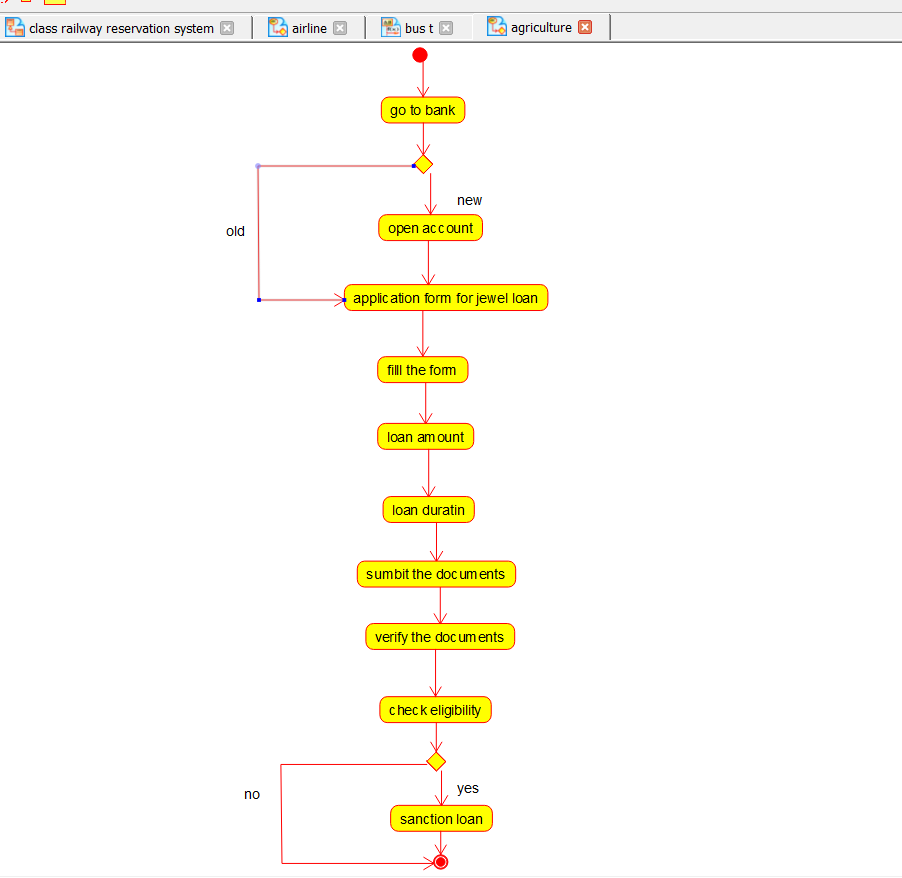 class railway reservation system
airline
bus t
agriculture
go to bank
new
open account
old
application form for jewel loan
filll the form
loan amount
loan duratin
sumbit the documents
verify the documents
check eligibility
yes
no
sanction loan